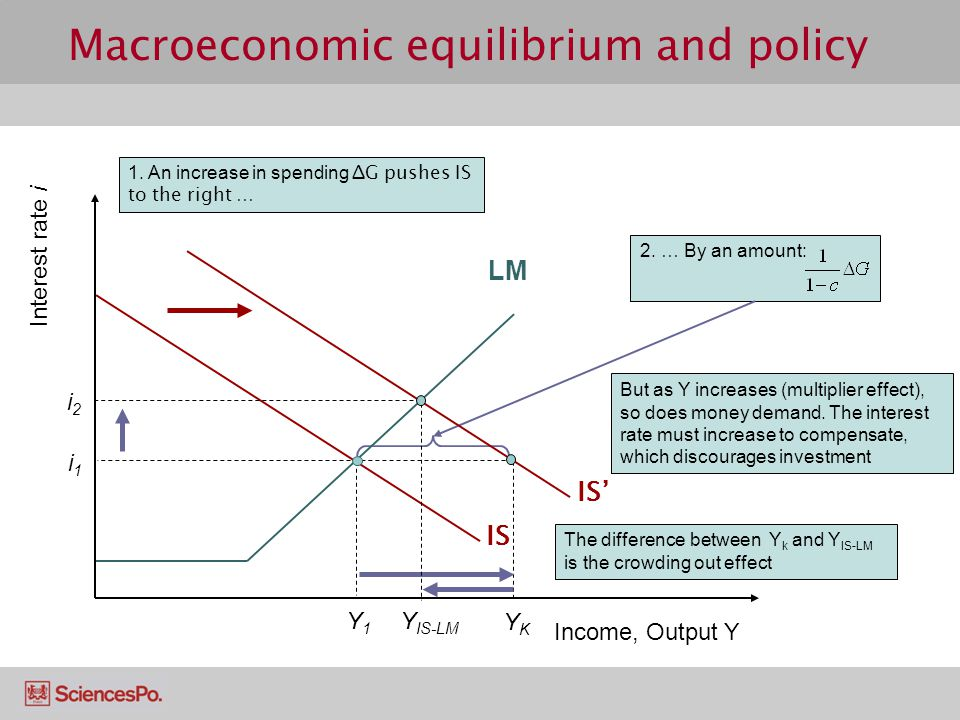 Macroeconomic equilibrium and policy
1. An increase in spending ΔG pushes IS
to the right …
Interest rate i
LM
2. … By an amount:
1
1−c ΔG
i2
But as Y increases (multiplier effect),
so does money demand. The interest
rate must increase to compensate,
which discourages investment
i1
IS’
IS
The difference between Yk and YIS-LM
is the crowding out effect
Y1 YIS-LM YK
Income, Output Y
SciencesPo.